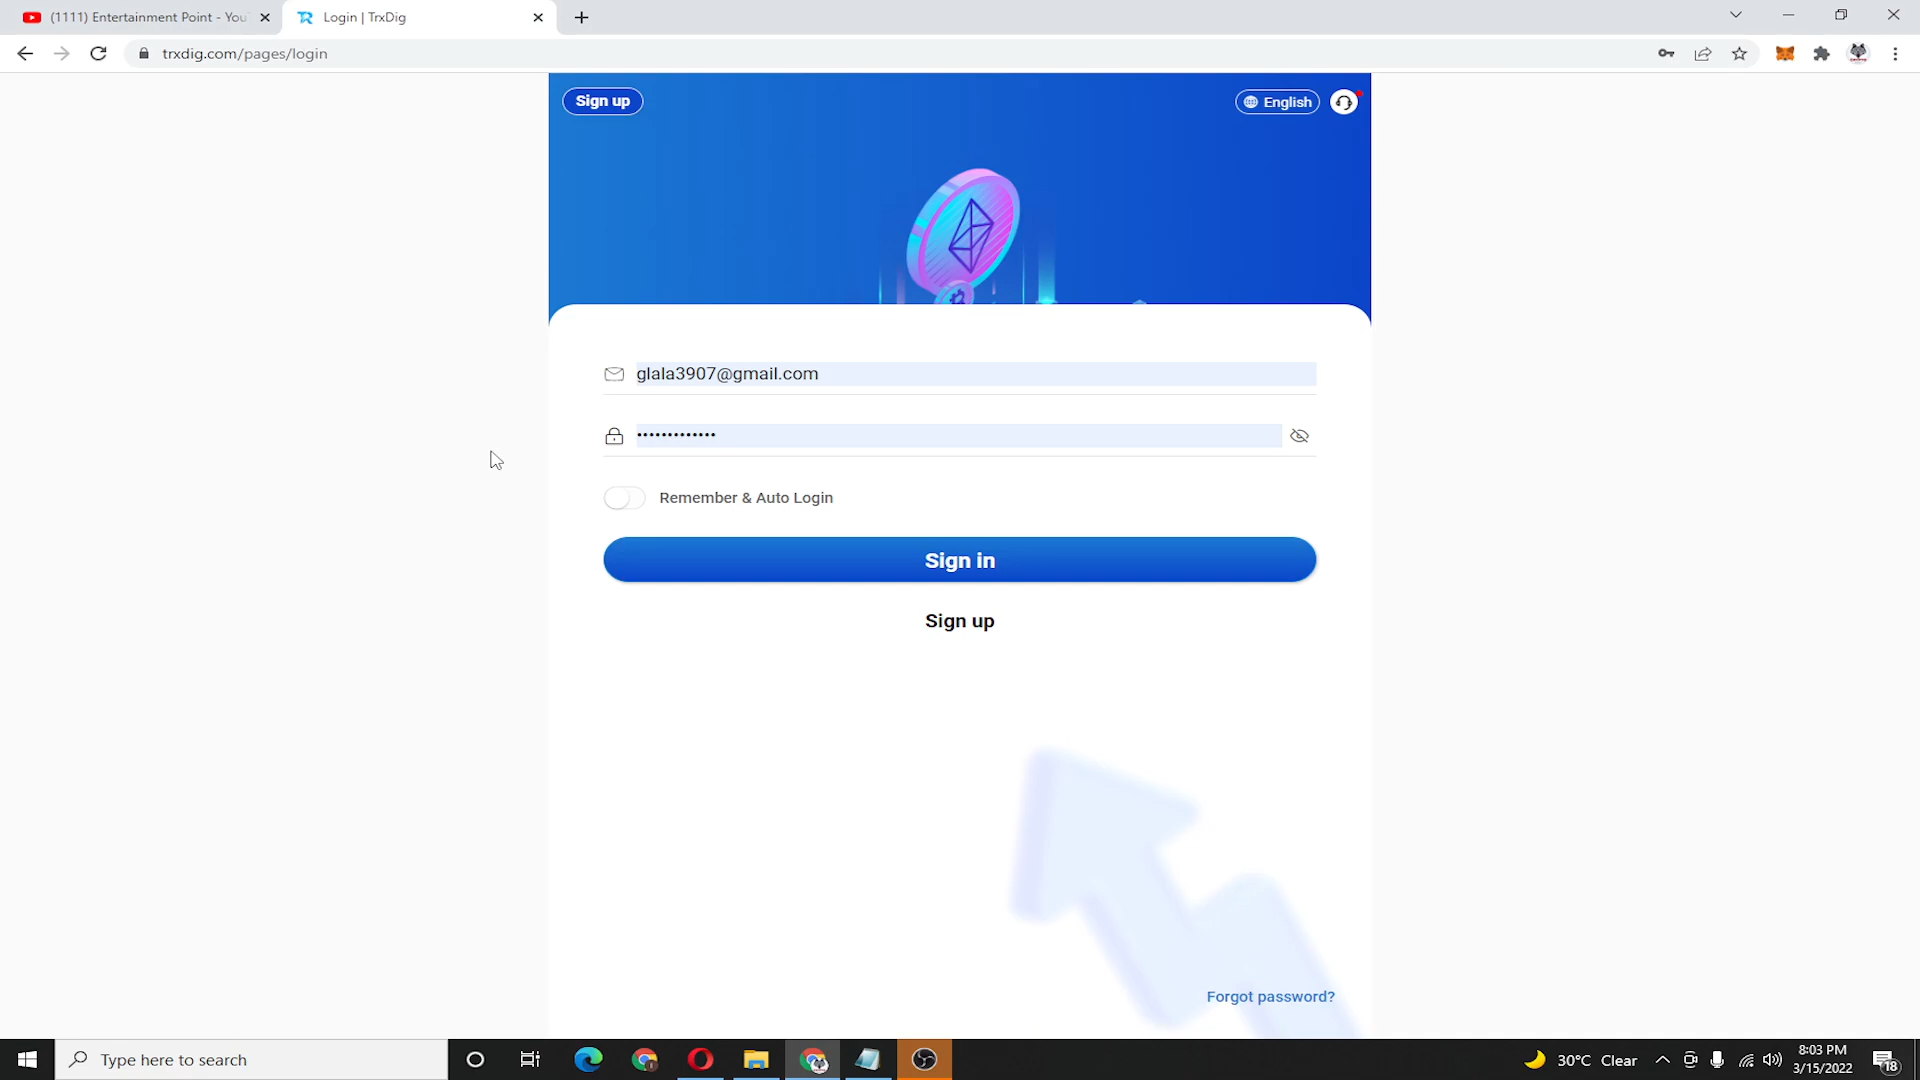 (1111) Entertainment Point - You
Login | TrxDig
trxdig.com/pages/login
Sign up
English
glala3907@gmail.com
•••••••••••••
Remember & Auto Login
Sign in
Sign up
Forgot password?
Type here to search
30°C Clear
8:03 PM
3/15/2022
18